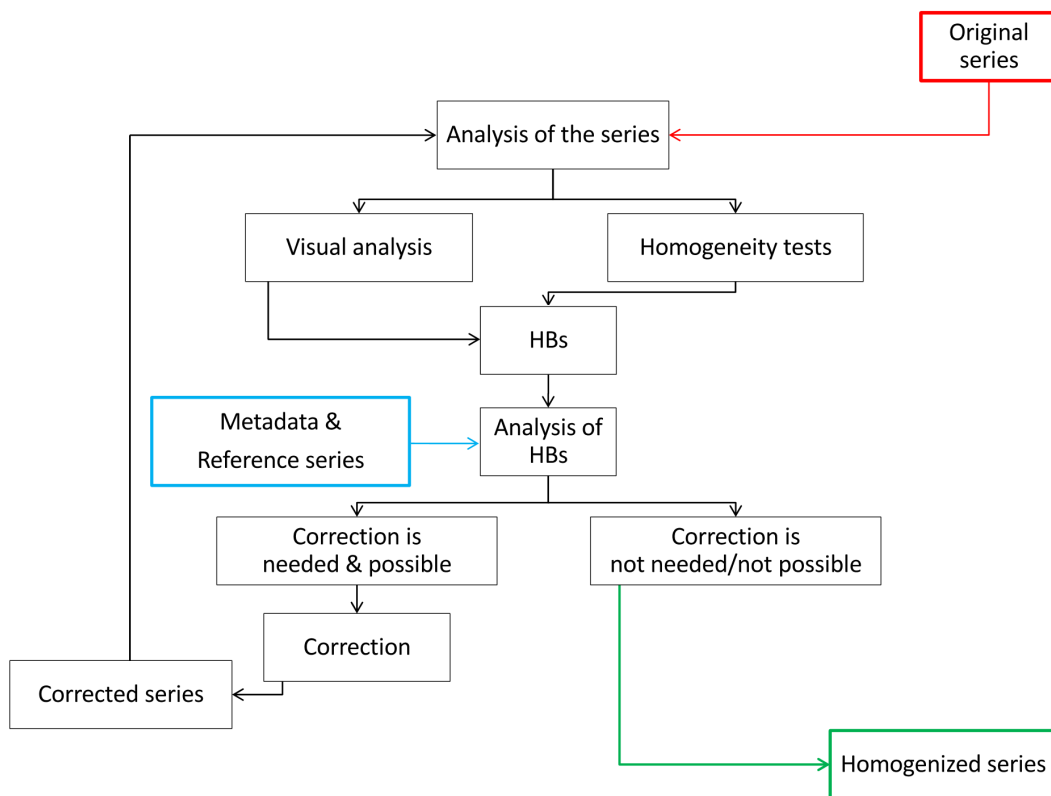 Original
series
Analysis of the series
Visual analysis
Homogeneity tests
HBs
Metadata &
Reference series
Analysis of
HBs
Correction is
needed & possible
Correction is
not needed/not possible
Correction
Corrected series
Homogenized series